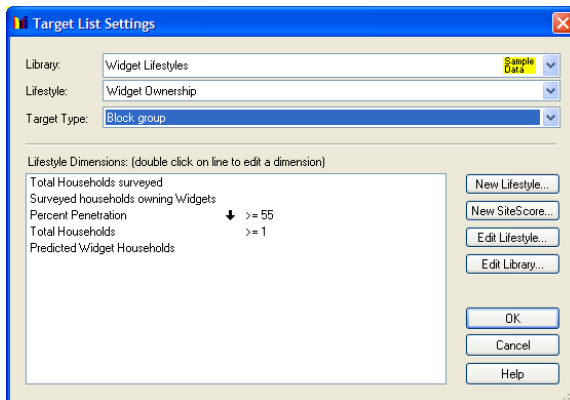 Target List Settings
Library: Widget Lifestyles Sample Data
Lifestyle: Widget Ownership
Target Type: Block group
Lifestyle Dimensions: (double click on line to edit a dimension)
Total Households surveyed
Surveyed households owning Widgets
Percent Penetration >= 55
Total Households >= 1
Predicted Widget Households
New Lifestyle...
New SiteScore...
Edit Lifestyle...
Edit Library...
OK
Cancel
Help